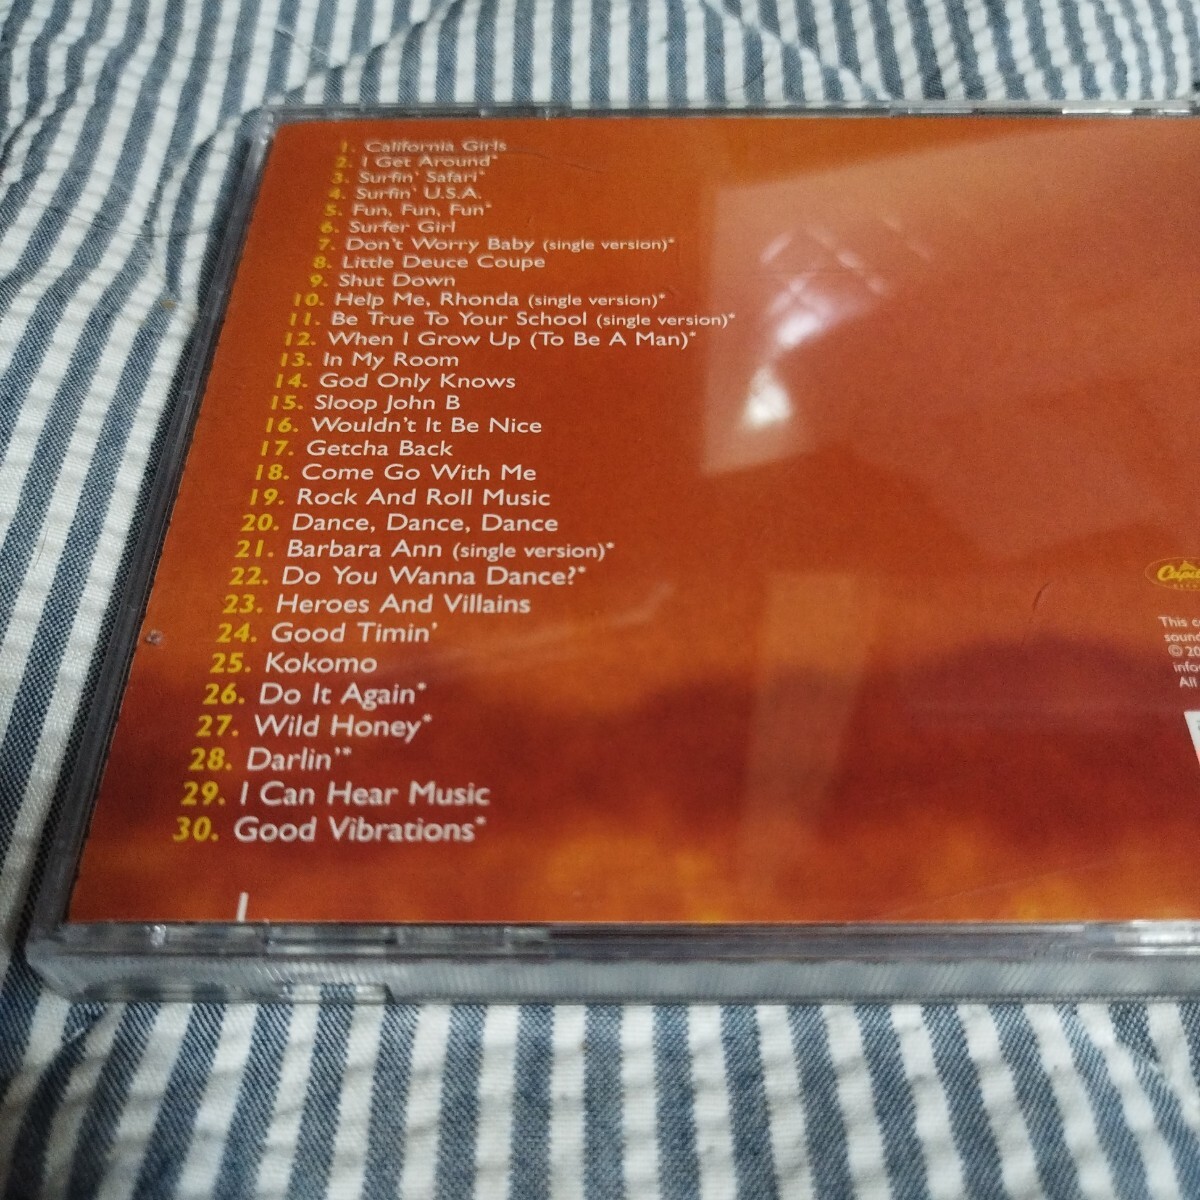 1. California Girls
2. I Get Around*
3. Surfin' Safari*
4. Surfin' U.S.A.
5. Fun, Fun, Fun*
6. Surfer Girl
7. Don't Worry Baby (single version)*
8. Little Deuce Coupe
9. Shut Down
10. Help Me, Rhonda (single version)*
11. Be True To Your School (single version)*
12. When I Grow Up (To Be A Man)*
13. In My Room
14. God Only Knows
15. Sloop John B
16. Wouldn't It Be Nice
17. Getcha Back
18. Come Go With Me
19. Rock And Roll Music
20. Dance, Dance, Dance
21. Barbara Ann (single version)*
22. Do You Wanna Dance?*
23. Heroes And Villains
24. Good Timin'
25. Kokomo
26. Do It Again*
27. Wild Honey*
28. Darlin'*
29. I Can Hear Music
30. Good Vibrations*
This
© 20
All